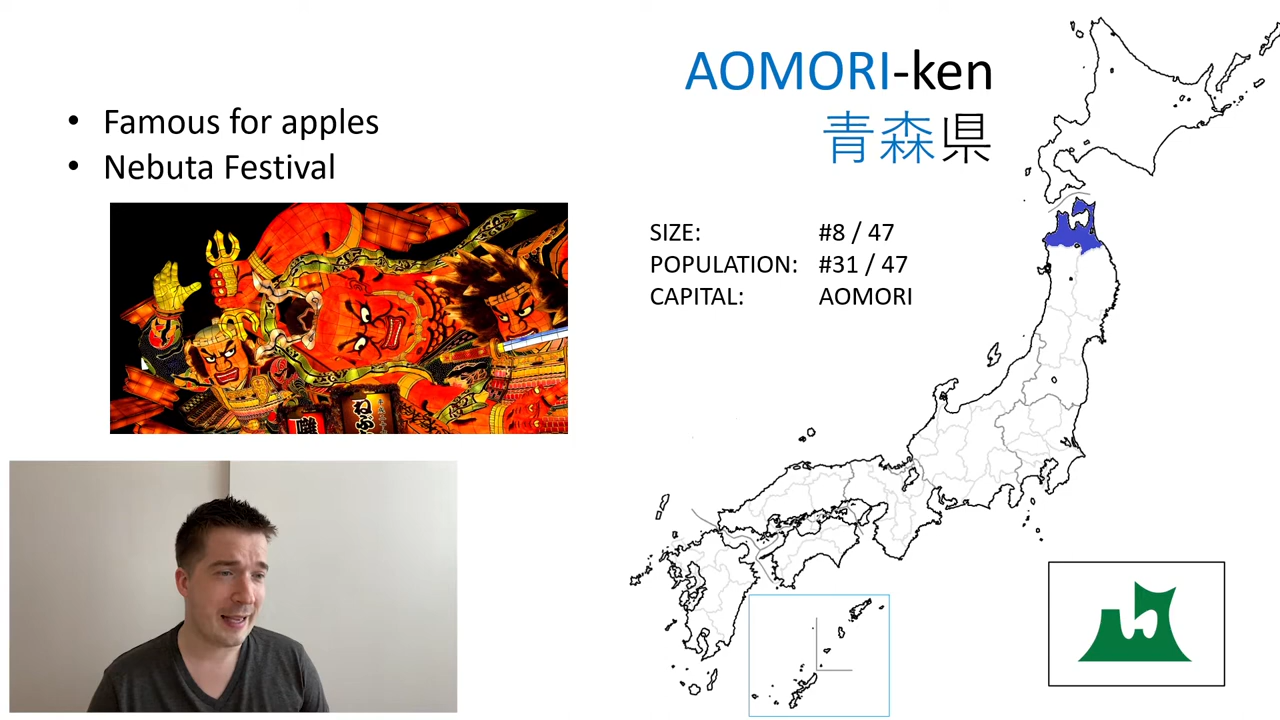 AOMORI-ken
青森県
• Famous for apples
• Nebuta Festival
SIZE: #8 / 47
POPULATION: #31 / 47
CAPITAL: AOMORI